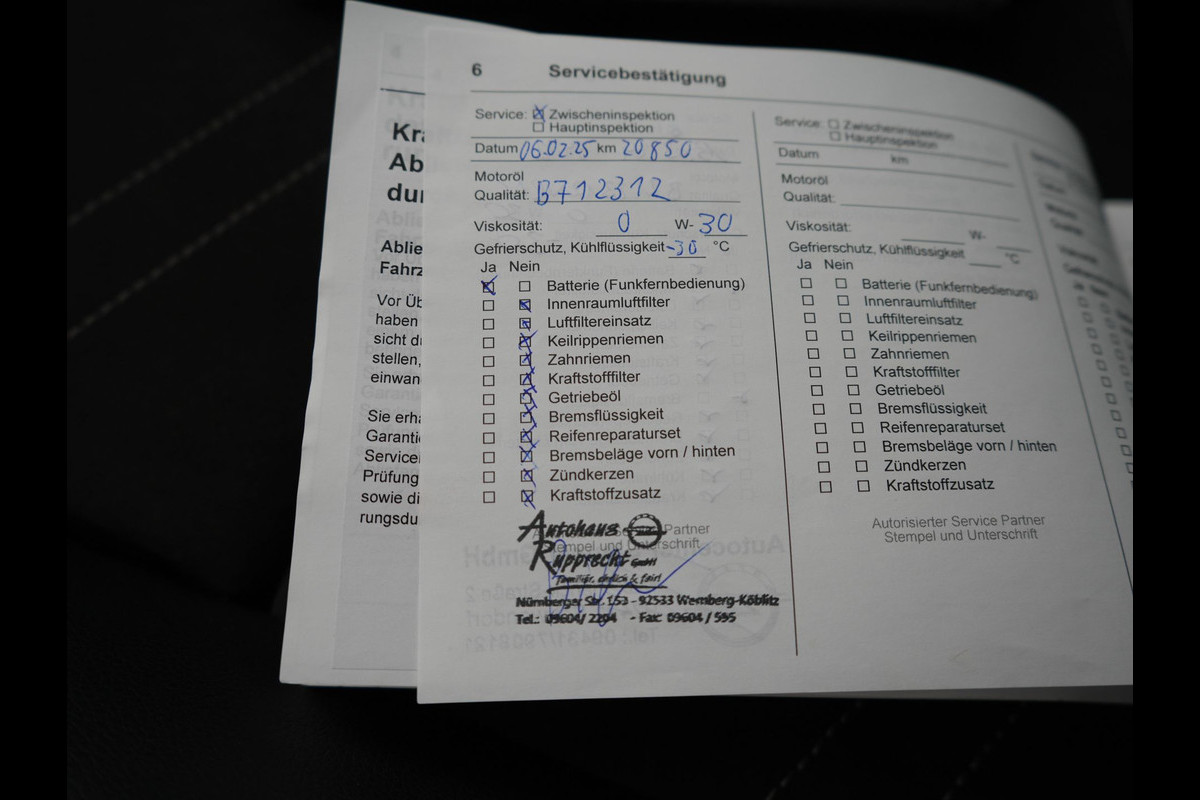 6 Servicebestätigung
Service: ☒ Zwischeninspektion
☐ Hauptinspektion
Datum 06.02.25 km 20850
Motoröl
Qualität: B712312
Viskosität: 0 W- 30
Gefrierschutz, Kühlflüssigkeit -30 °C
Ja Nein
☒ ☐ Batterie (Funkfernbedienung)
☐ ☒ Innenraumluftfilter
☐ ☒ Luftfiltereinsatz
☐ ☒ Keilrippenriemen
☐ ☒ Zahnriemen
☐ ☒ Kraftstofffilter
☐ ☒ Getriebeöl
☐ ☒ Bremsflüssigkeit
☐ ☒ Reifenreparaturset
☐ ☒ Bremsbeläge vorn / hinten
☐ ☒ Zündkerzen
☐ ☒ Kraftstoffzusatz
Service Partner
Stempel und Unterschrift
Autohaus
Rupprecht GmbH
familiär, ehrlich & fair!
Nürnberger Str. 153 - 92533 Wernberg-Köblitz
Tel.: 09604/ 2204 - Fax: 09604 / 595
Service: ☐ Zwischeninspektion
☐ Hauptinspektion
Datum km
Motoröl
Qualität:
Viskosität: W-
Gefrierschutz, Kühlflüssigkeit °C
Ja Nein
☐ ☐ Batterie (Funkfernbedienung)
☐ ☐ Innenraumluftfilter
☐ ☐ Luftfiltereinsatz
☐ ☐ Keilrippenriemen
☐ ☐ Zahnriemen
☐ ☐ Kraftstofffilter
☐ ☐ Getriebeöl
☐ ☐ Bremsflüssigkeit
☐ ☐ Reifenreparaturset
☐ ☐ Bremsbeläge vorn / hinten
☐ ☐ Zündkerzen
☐ ☐ Kraftstoffzusatz
Autorisierter Service Partner
Stempel und Unterschrift
Kra
Ab
du
Ablie
Fahrz
Vor Üb
haben
sicht d
stellen,
einwan
Sie erha
Garanti
Service
Prüfung
sowie di
rungsdu